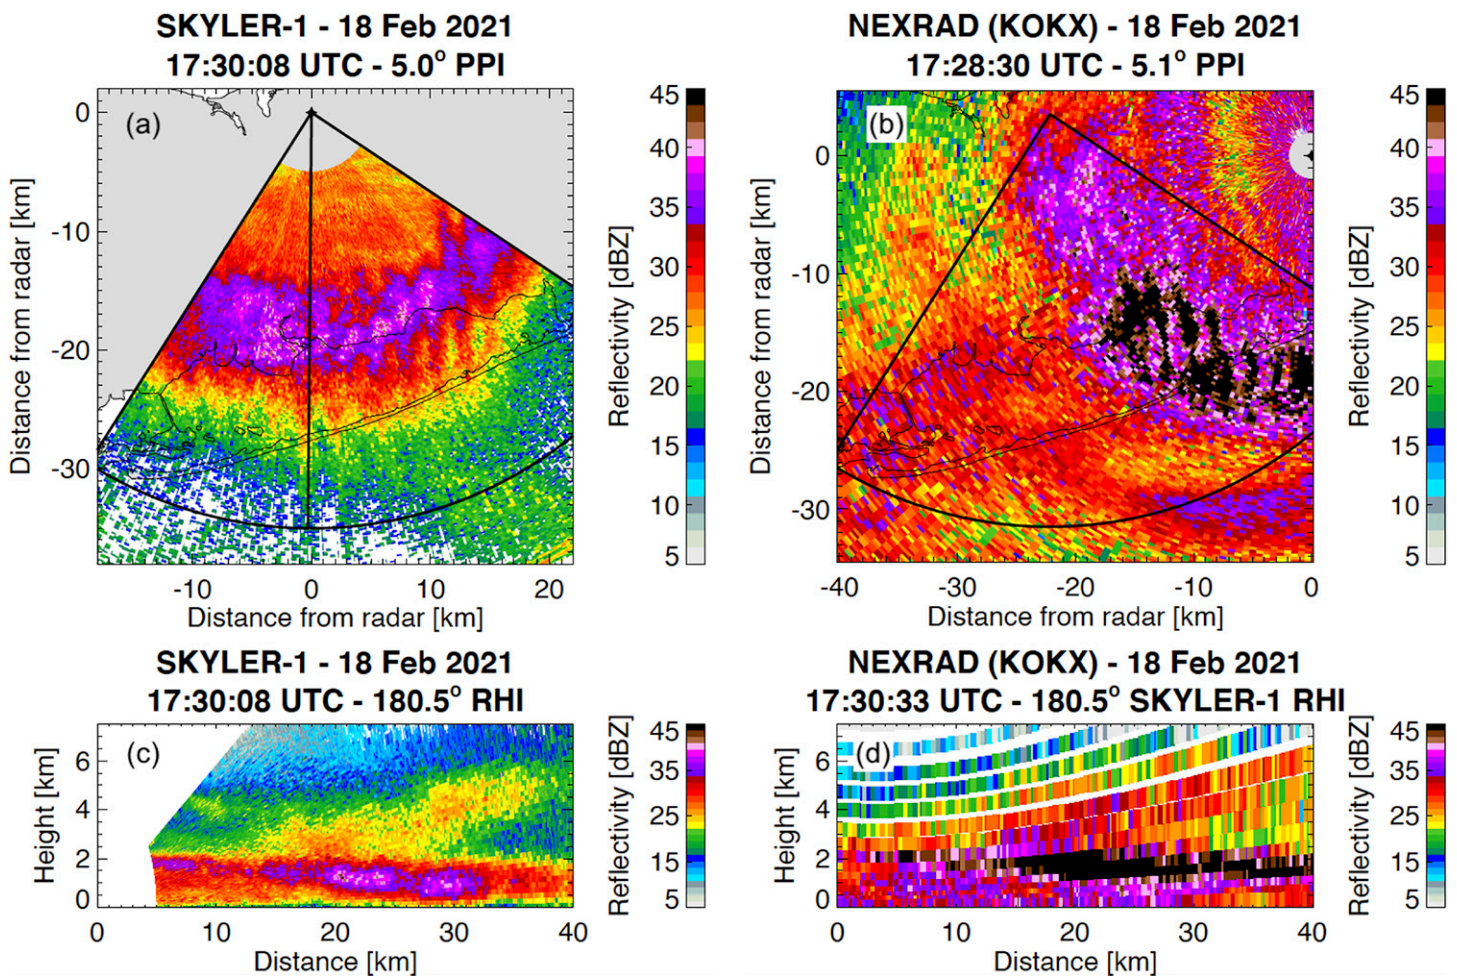 SKYLER-1 - 18 Feb 2021
17:30:08 UTC - 5.0° PPI
(a)
0
-10
-20
-30
Distance from radar [km]
-10 0 10 20
Distance from radar [km]
45
40
35
30
25
20
15
10
5
Reflectivity [dBZ]
NEXRAD (KOKX) - 18 Feb 2021
17:28:30 UTC - 5.1° PPI
(b)
0
-10
-20
-30
Distance from radar [km]
-40 -30 -20 -10 0
Distance from radar [km]
45
40
35
30
25
20
15
10
5
Reflectivity [dBZ]
SKYLER-1 - 18 Feb 2021
17:30:08 UTC - 180.5° RHI
(c)
6
4
2
0
Height [km]
0 10 20 30 40
Distance [km]
45
35
25
15
5
Reflectivity [dBZ]
NEXRAD (KOKX) - 18 Feb 2021
17:30:33 UTC - 180.5° SKYLER-1 RHI
(d)
6
4
2
0
Height [km]
0 10 20 30 40
Distance [km]
45
35
25
15
5
Reflectivity [dBZ]